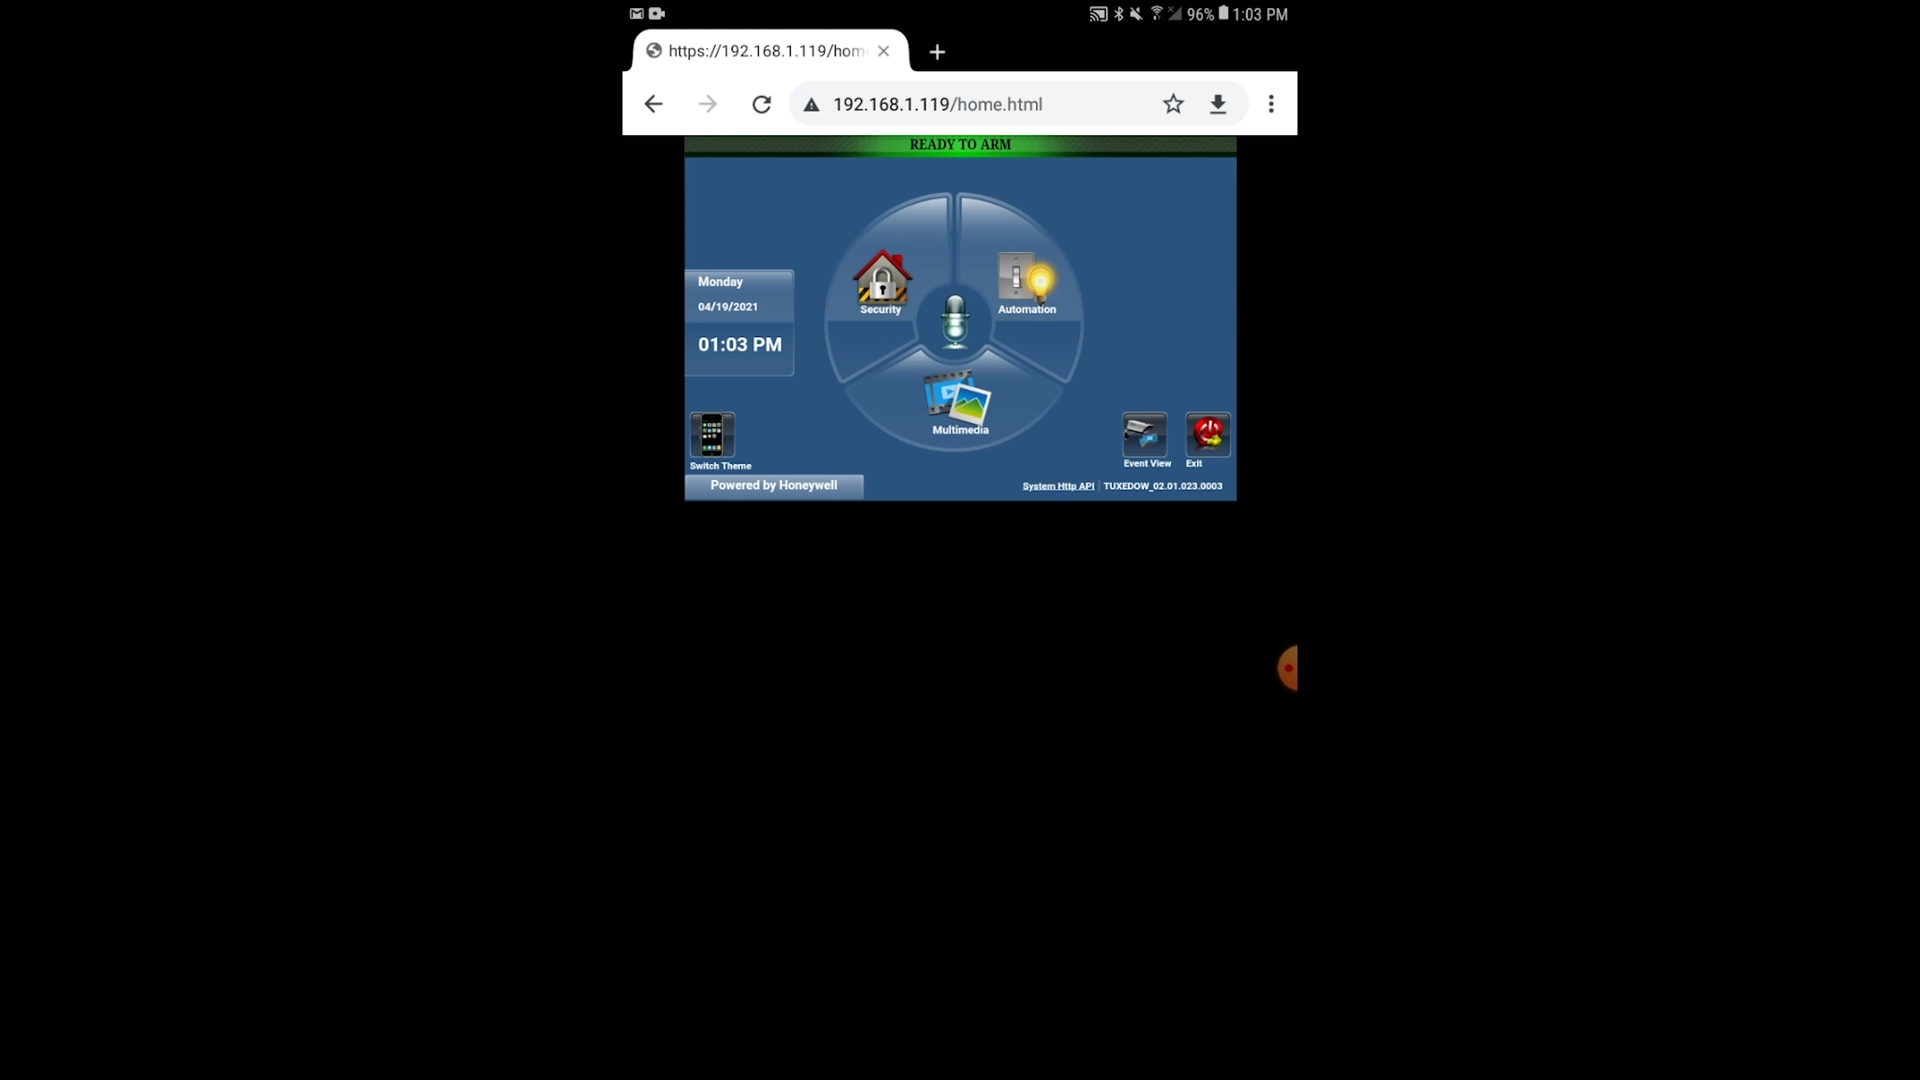 96% 1:03 PM
https://192.168.1.119/hom
192.168.1.119/home.html
READY TO ARM
Security
Automation
Monday
04/19/2021
01:03 PM
Multimedia
Switch Theme
Event View
Exit
Powered by Honeywell
System Http API
TUXEDOW_02.01.023.0003